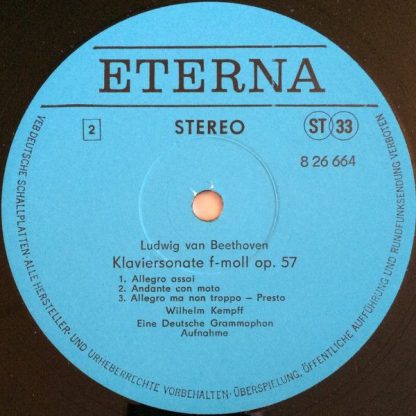 ETERNA
2
STEREO
ST 33
8 26 664
Ludwig van Beethoven
Klaviersonate f-moll op. 57
1. Allegro assai
2. Andante con moto
3. Allegro ma non troppo – Presto
Wilhelm Kempff
Eine Deutsche Grammophon
Aufnahme
VEB DEUTSCHE SCHALLPLATTEN · ALLE HERSTELLER- UND URHEBERRECHTE VORBEHALTEN · ÜBERSPIELUNG, ÖFFENTLICHE AUFFÜHRUNG UND RUNDFUNKSENDUNG VERBOTEN